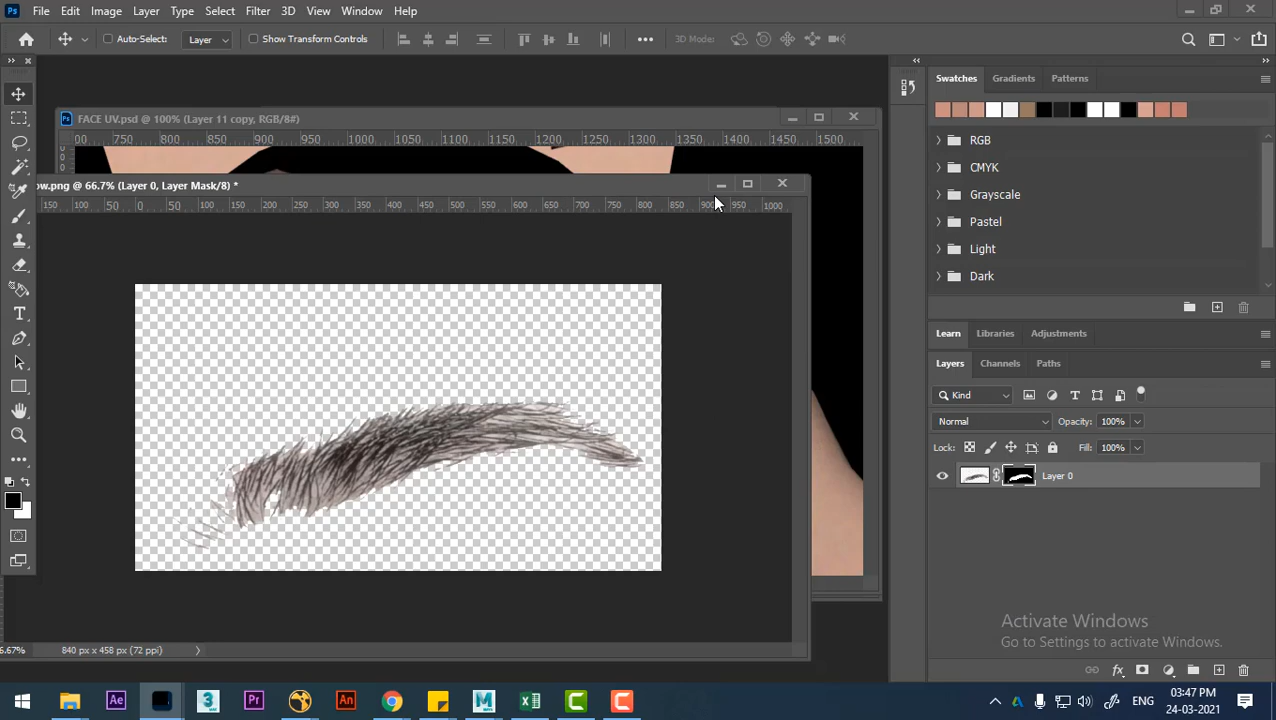 Ps File Edit Image Layer Type Select Filter 3D View Window Help
Auto-Select: Layer Show Transform Controls 3D Mode:
Swatches Gradients Patterns
FACE UV.psd @ 100% (Layer 11 copy, RGB/8#)
750 800 850 900 950 1000 1050 1100 1150 1200 1250 1300 1350 1400 1450 1500
RGB
CMYK
ow.png @ 66.7% (Layer 0, Layer Mask/8) *
150 50 0 50 100 150 200 250 300 350 400 450 500 550 600 650 700 750 800 850 900 950 1000
Grayscale
Pastel
Light
Dark
Learn Libraries Adjustments
Layers Channels Paths
Kind
Normal Opacity: 100%
Lock: Fill: 100%
Layer 0
Activate Windows
Go to Settings to activate Windows.
6.67% 840 px x 458 px (72 ppi)
Ae 3 Pr An M ENG 03:47 PM
24-03-2021